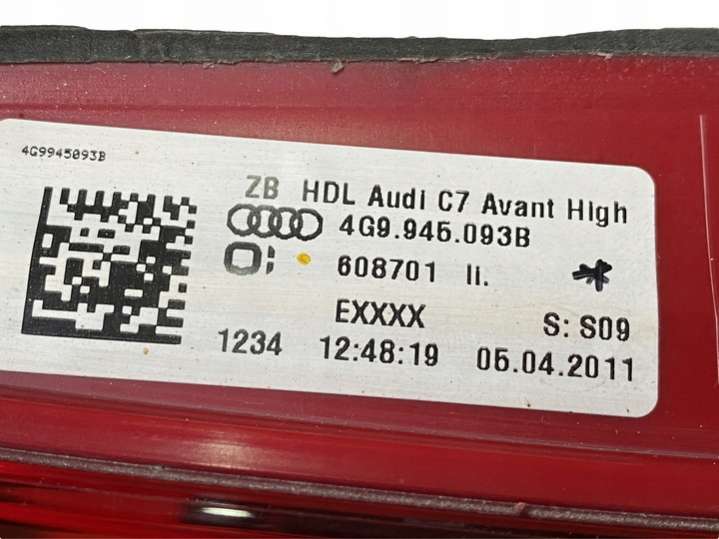 4G9945093B
ZB HDL Audi C7 Avant High
4G9.945.093B
608701 li.
EXXXX
S: S09
1234 12:48:19 05.04.2011